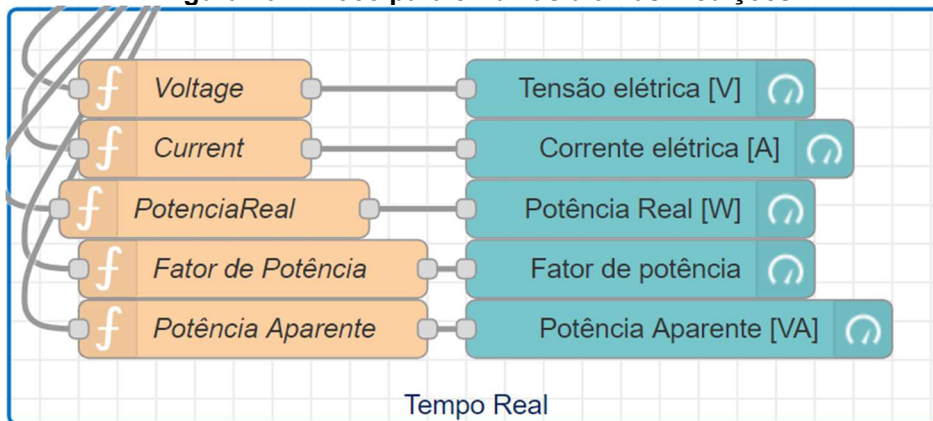 Voltage Tensão elétrica [V]
Current Corrente elétrica [A]
PotenciaReal Potência Real [W]
Fator de Potência Fator de potência
Potência Aparente Potência Aparente [VA]
Tempo Real